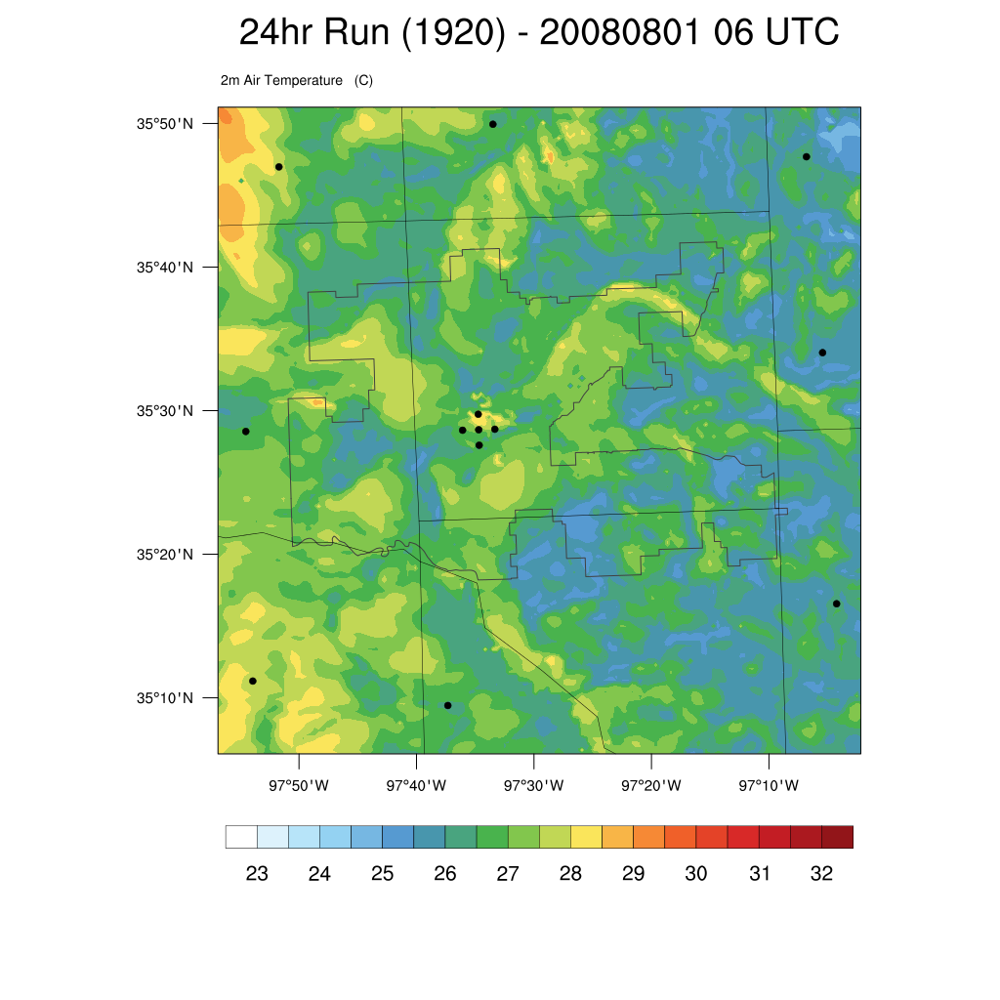 24hr Run (1920) - 20080801 06 UTC
2m Air Temperature (C)
35°50'N
35°40'N
35°30'N
35°20'N
35°10'N
97°50'W 97°40'W 97°30'W 97°20'W 97°10'W
23 24 25 26 27 28 29 30 31 32